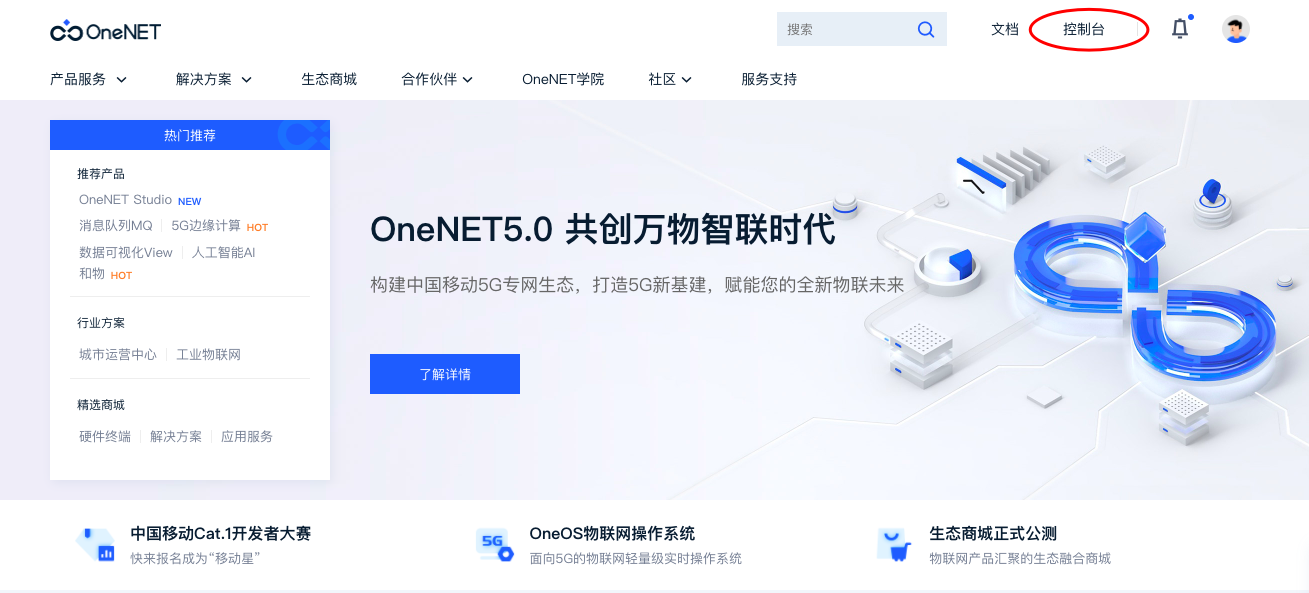 OneNET
搜索
文档
控制台
产品服务
解决方案
生态商城
合作伙伴
OneNET学院
社区
服务支持
热门推荐
推荐产品
OneNET Studio NEW
消息队列MQ 5G边缘计算 HOT
数据可视化View 人工智能AI
和物 HOT
行业方案
城市运营中心 工业物联网
精选商城
硬件终端 解决方案 应用服务
OneNET5.0 共创万物智联时代
构建中国移动5G专网生态，打造5G新基建，赋能您的全新物联未来
了解详情
中国移动Cat.1开发者大赛
快来报名成为“移动星”
5G
OneOS物联网操作系统
面向5G的物联网轻量级实时操作系统
生态商城正式公测
物联网产品汇聚的生态融合商城